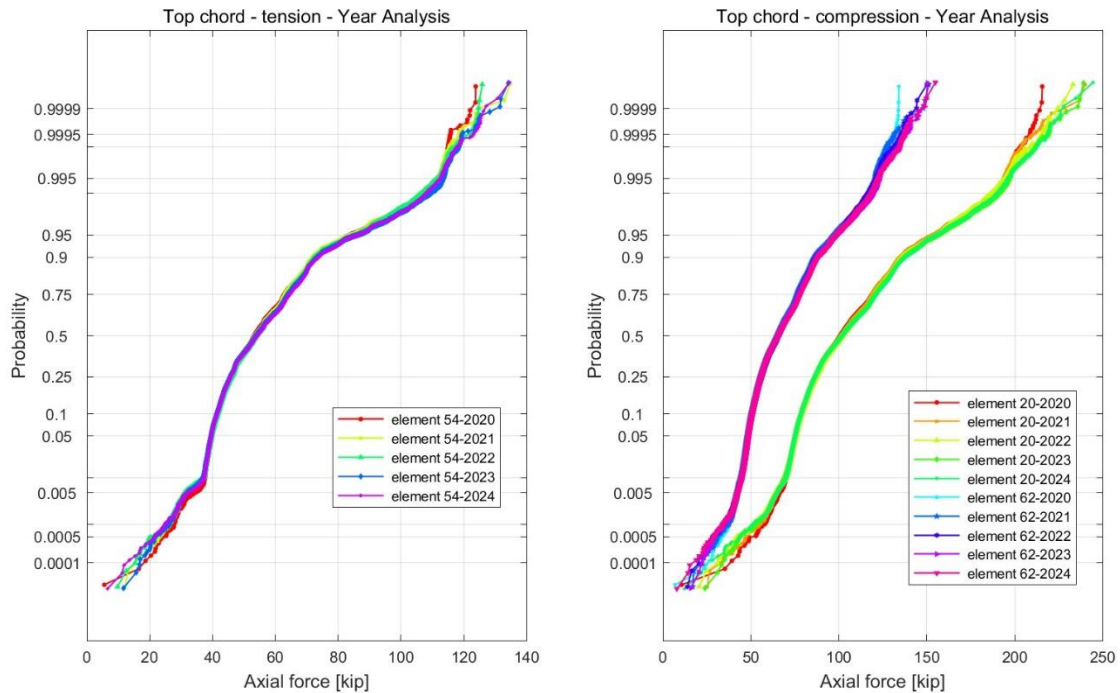 Top chord - tension - Year Analysis
Probability
0.9999
0.9995
0.995
0.95
0.9
0.75
0.5
0.25
0.1
0.05
0.005
0.0005
0.0001
element 54-2020
element 54-2021
element 54-2022
element 54-2023
element 54-2024
0 20 40 60 80 100 120 140
Axial force [kip]
Top chord - compression - Year Analysis
Probability
0.9999
0.9995
0.995
0.95
0.9
0.75
0.5
0.25
0.1
0.05
0.005
0.0005
0.0001
element 20-2020
element 20-2021
element 20-2022
element 20-2023
element 20-2024
element 62-2020
element 62-2021
element 62-2022
element 62-2023
element 62-2024
0 50 100 150 200 250
Axial force [kip]